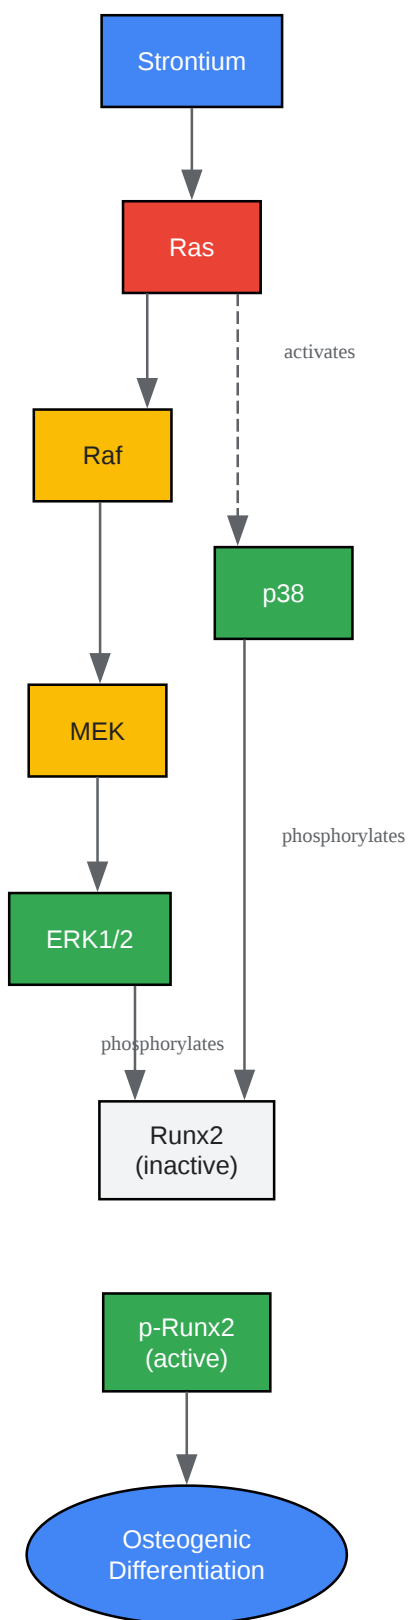 Strontium
Ras
activates
Raf
p38
MEK
phosphorylates
ERK1/2
phosphorylates
Runx2
(inactive)
p-Runx2
(active)
Osteogenic
Differentiation